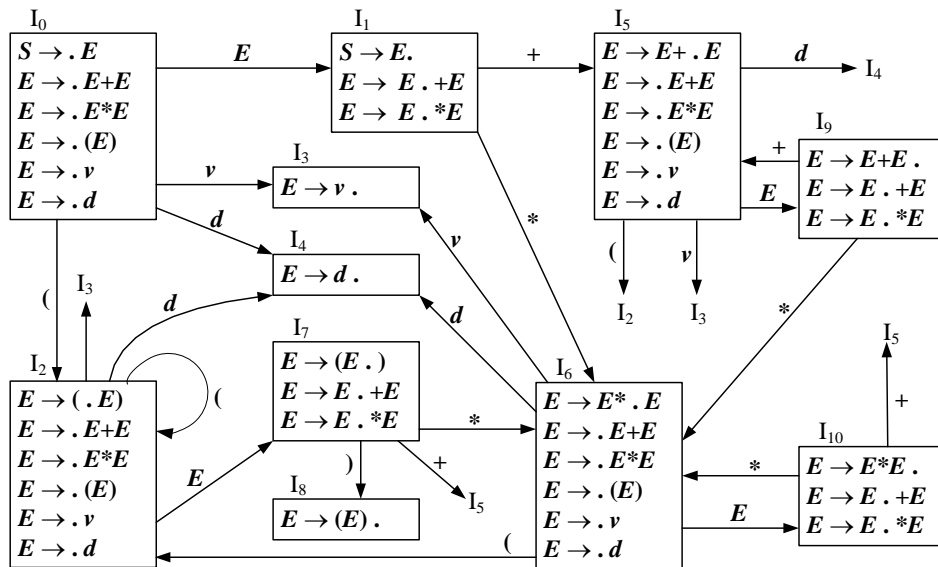 I0
S → . E
E → . E+E
E → . E*E
E → . (E)
E → . v
E → . d
E
I1
S → E.
E → E . +E
E → E . *E
+
I5
E → E+ . E
E → . E+E
E → . E*E
E → . (E)
E → . v
E → . d
d
I4
I9
E → E+E .
E → E . +E
E → E . *E
+
E
v
I3
E → v .
d
I4
E → d .
*
v
(
I2
v
I3
*
(
I3
d
d
I5
+
I2
E → ( . E)
E → . E+E
E → . E*E
E → . (E)
E → . v
E → . d
(
E
I7
E → (E . )
E → E . +E
E → E . *E
*
)
+
I5
I8
E → (E) .
(
I6
E → E* . E
E → . E+E
E → . E*E
E → . (E)
E → . v
E → . d
*
E
I10
E → E*E .
E → E . +E
E → E . *E